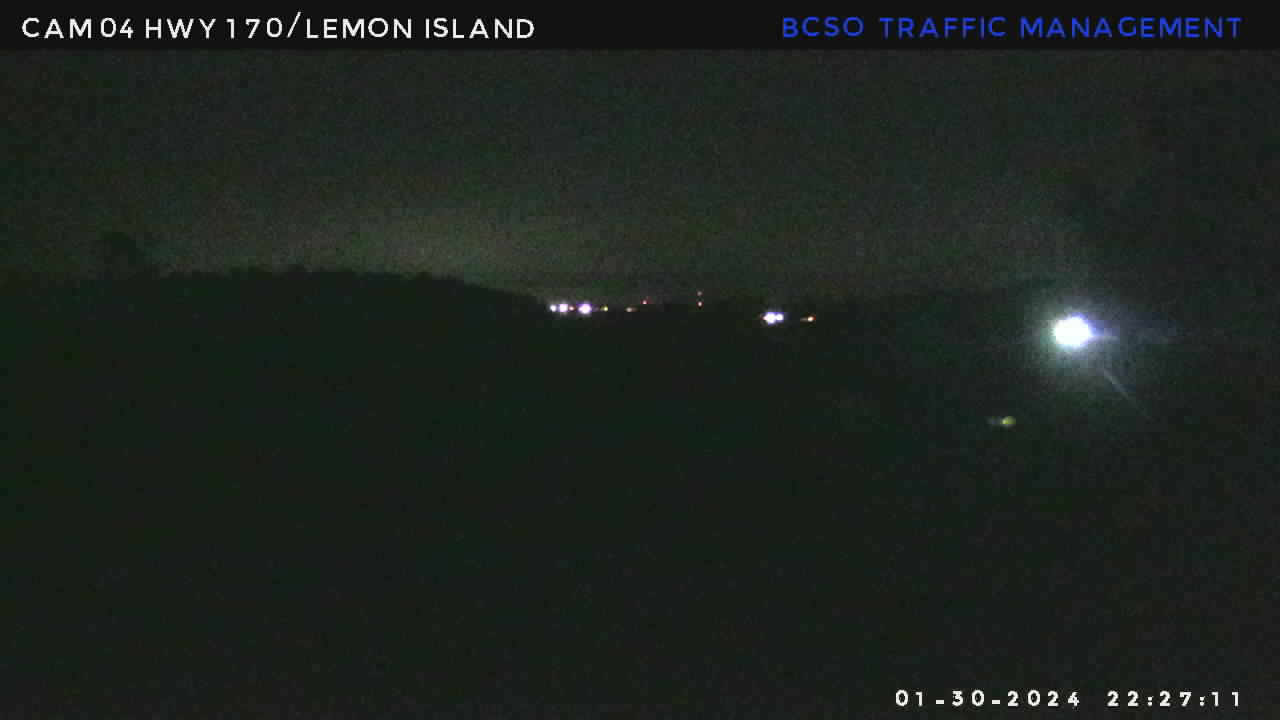 CAM04 HWY 170/LEMON ISLAND
BCSO TRAFFIC MANAGEMENT
01-30-2024 22:27:11